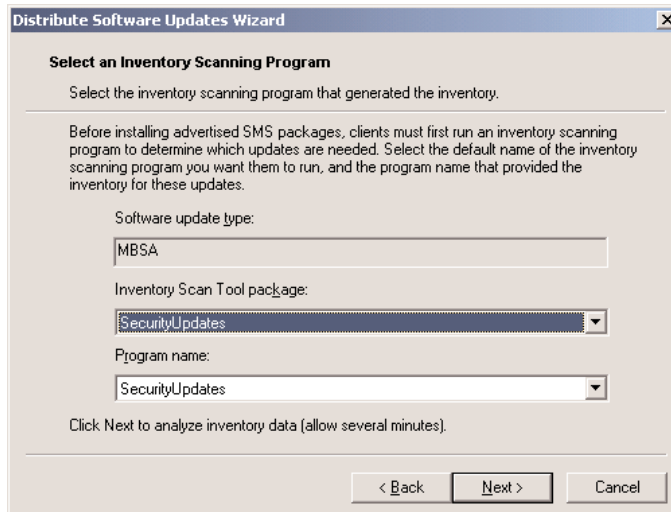 Distribute Software Updates Wizard
Select an Inventory Scanning Program
Select the inventory scanning program that generated the inventory.
Before installing advertised SMS packages, clients must first run an inventory scanning
program to determine which updates are needed. Select the default name of the inventory
scanning program you want them to run, and the program name that provided the
inventory for these updates.
Software update type:
MBSA
Inventory Scan Tool package:
SecurityUpdates
Program name:
SecurityUpdates
Click Next to analyze inventory data (allow several minutes).
< Back Next > Cancel